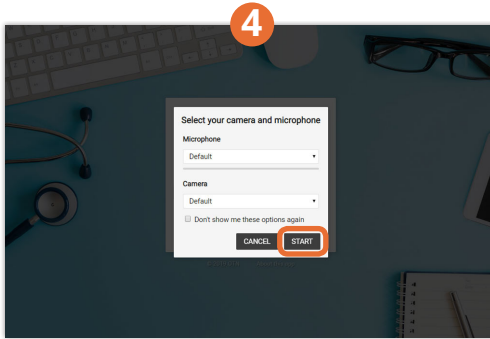 4
Select your camera and microphone
Microphone
Default
Camera
Default
Don't show me these options again
CANCEL START